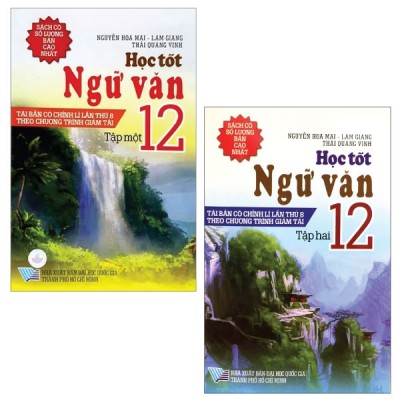 SÁCH CÓ
SỐ LƯỢNG
BÁN
CAO
NHẤT
NGUYỄN HOA MAI - LAM GIANG
THÁI QUANG VINH
Học tốt
Ngữ văn
12
TÁI BẢN CÓ CHỈNH LÍ LẦN THỨ 8
THEO CHƯƠNG TRÌNH GIẢM TẢI
Tập một
NHÀ XUẤT BẢN ĐẠI HỌC QUỐC GIA
THÀNH PHỐ HỒ CHÍ MINH
SÁCH CÓ
SỐ LƯỢNG
BÁN
CAO
NHẤT
NGUYỄN HOA MAI - LAM GIANG
THÁI QUANG VINH
Học tốt
Ngữ văn
12
TÁI BẢN CÓ CHỈNH LÍ LẦN THỨ 8
THEO CHƯƠNG TRÌNH GIẢM TẢI
Tập hai
NHÀ XUẤT BẢN ĐẠI HỌC QUỐC GIA
THÀNH PHỐ HỒ CHÍ MINH